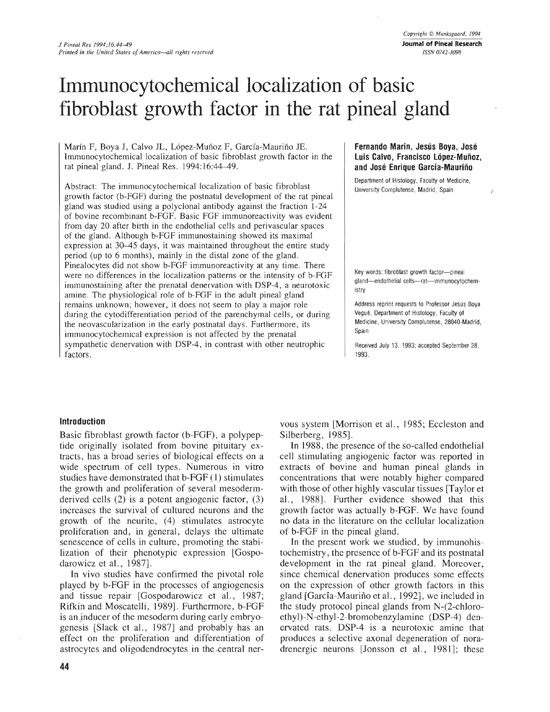 Copyright © Munksgaard, 1994
J Pineal Res 1994;16:44–49
Printed in the United States of America—all rights reserved
Journal of Pineal Research
ISSN 0742-3098
Immunocytochemical localization of basic
fibroblast growth factor in the rat pineal gland
Marín F, Boya J, Calvo JL, López-Muñoz F, García-Mauriño JE.
Immunocytochemical localization of basic fibroblast growth factor in the
rat pineal gland. J. Pineal Res. 1994:16:44–49.
Abstract: The immunocytochemical localization of basic fibroblast
growth factor (b-FGF) during the postnatal development of the rat pineal
gland was studied using a polyclonal antibody against the fraction 1-24
of bovine recombinant b-FGF. Basic FGF immunoreactivity was evident
from day 20 after birth in the endothelial cells and perivascular spaces
of the gland. Although b-FGF immunostaining showed its maximal
expression at 30–45 days, it was maintained throughout the entire study
period (up to 6 months), mainly in the distal zone of the gland.
Pinealocytes did not show b-FGF immunoreactivity at any time. There
were no differences in the localization patterns or the intensity of b-FGF
immunostaining after the prenatal denervation with DSP-4, a neurotoxic
amine. The physiological role of b-FGF in the adult pineal gland
remains unknown; however, it does not seem to play a major role
during the cytodifferentiation period of the parenchymal cells, or during
the neovascularization in the early postnatal days. Furthermore, its
immunocytochemical expression is not affected by the prenatal
sympathetic denervation with DSP-4, in contrast with other neutrophic
factors.
Fernando Marín, Jesús Boya, José
Luis Calvo, Francisco López-Muñoz,
and José Enrique García-Mauriño
Department of Histology, Faculty of Medicine,
University Complutense, Madrid, Spain
Key words: fibroblast growth factor—pineal
gland—endothelial cells—rat—immunocytochem-
istry
Address reprint requests to Professor Jesús Boya
Vegué, Department of Histology, Faculty of
Medicine, University Complutense, 28040-Madrid,
Spain
Received July 13, 1993; accepted September 28,
1993.
Introduction
Basic fibroblast growth factor (b-FGF), a polypep-
tide originally isolated from bovine pituitary ex-
tracts, has a broad series of biological effects on a
wide spectrum of cell types. Numerous in vitro
studies have demonstrated that b-FGF (1) stimulates
the growth and proliferation of several mesoderm-
derived cells (2) is a potent angiogenic factor, (3)
increases the survival of cultured neurons and the
growth of the neurite, (4) stimulates astrocyte
proliferation and, in general, delays the ultimate
senescence of cells in culture, promoting the stabi-
lization of their phenotypic expression [Gospo-
darowicz et al., 1987].
In vivo studies have confirmed the pivotal role
played by b-FGF in the processes of angiogenesis
and tissue repair [Gospodarowicz et al., 1987;
Rifkin and Moscatelli, 1989]. Furthermore, b-FGF
is an inducer of the mesoderm during early embryo-
genesis [Slack et al., 1987] and probably has an
effect on the proliferation and differentiation of
astrocytes and oligodendrocytes in the central ner-
vous system [Morrison et al., 1985; Eccleston and
Silberberg, 1985].
In 1988, the presence of the so-called endothelial
cell stimulating angiogenic factor was reported in
extracts of bovine and human pineal glands in
concentrations that were notably higher compared
with those of other highly vascular tissues [Taylor et
al., 1988]. Further evidence showed that this
growth factor was actually b-FGF. We have found
no data in the literature on the cellular localization
of b-FGF in the pineal gland.
In the present work we studied, by immunohis-
tochemistry, the presence of b-FGF and its postnatal
development in the rat pineal gland. Moreover,
since chemical denervation produces some effects
on the expression of other growth factors in this
gland [García-Mauriño et al., 1992], we included in
the study protocol pineal glands from N-(2-chloro-
ethyl)-N-ethyl-2-bromobenzylamine (DSP-4) den-
ervated rats. DSP-4 is a neurotoxic amine that
produces a selective axonal degeneration of nora-
drenergic neurons [Jonsson et al., 1981]; these
44